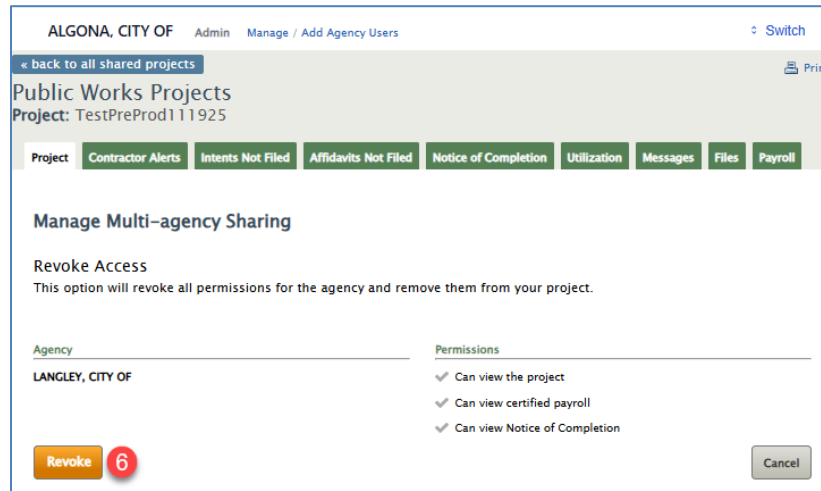 ALGONA, CITY OF Admin Manage / Add Agency Users Switch
« back to all shared projects
Public Works Projects
Project: TestPreProd111925
Project Contractor Alerts Intents Not Filed Affidavits Not Filed Notice of Completion Utilization Messages Files Payroll
Manage Multi-agency Sharing
Revoke Access
This option will revoke all permissions for the agency and remove them from your project.
Agency Permissions
LANGLEY, CITY OF Can view the project
Can view certified payroll
Can view Notice of Completion
Revoke 6 Cancel